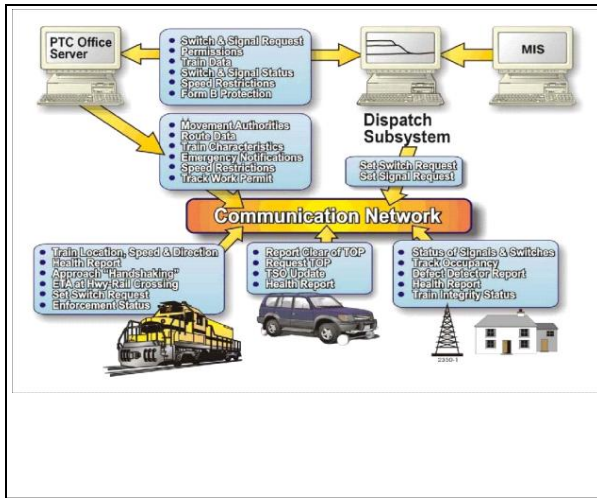 PTC Office
Server
Switch & Signal Request
Permissions
Train Data
Switch & Signal Status
Speed Restrictions
Form B Protection
MIS
Dispatch
Subsystem
Movement Authorities
Route Data
Train Characteristics
Emergency Notifications
Speed Restrictions
Track Work Permit
Set Switch Request
Set Signal Request
Communication Network
Train Location, Speed & Direction
Health Report
Approach "Handshaking"
ETA at Hwy-Rail Crossing
Set Switch Request
Enforcement Status
Report Clear of TOP
Request TOP
TSO Update
Health Report
Status of Signals & Switches
Track Occupancy
Defect Detector Report
Health Report
Train Integrity Status